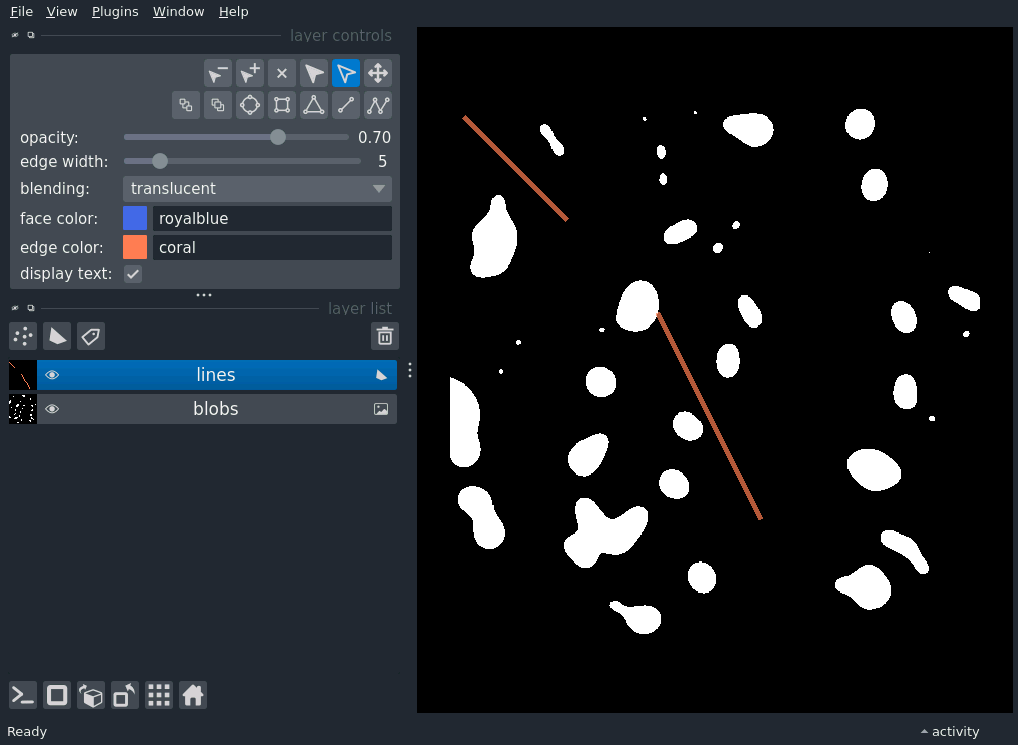 File View Plugins Window Help
layer controls
opacity: 0.70
edge width: 5
blending: translucent
face color: royalblue
edge color: coral
display text:
layer list
lines
blobs
Ready
activity